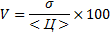 V = σ / < Ц > × 100